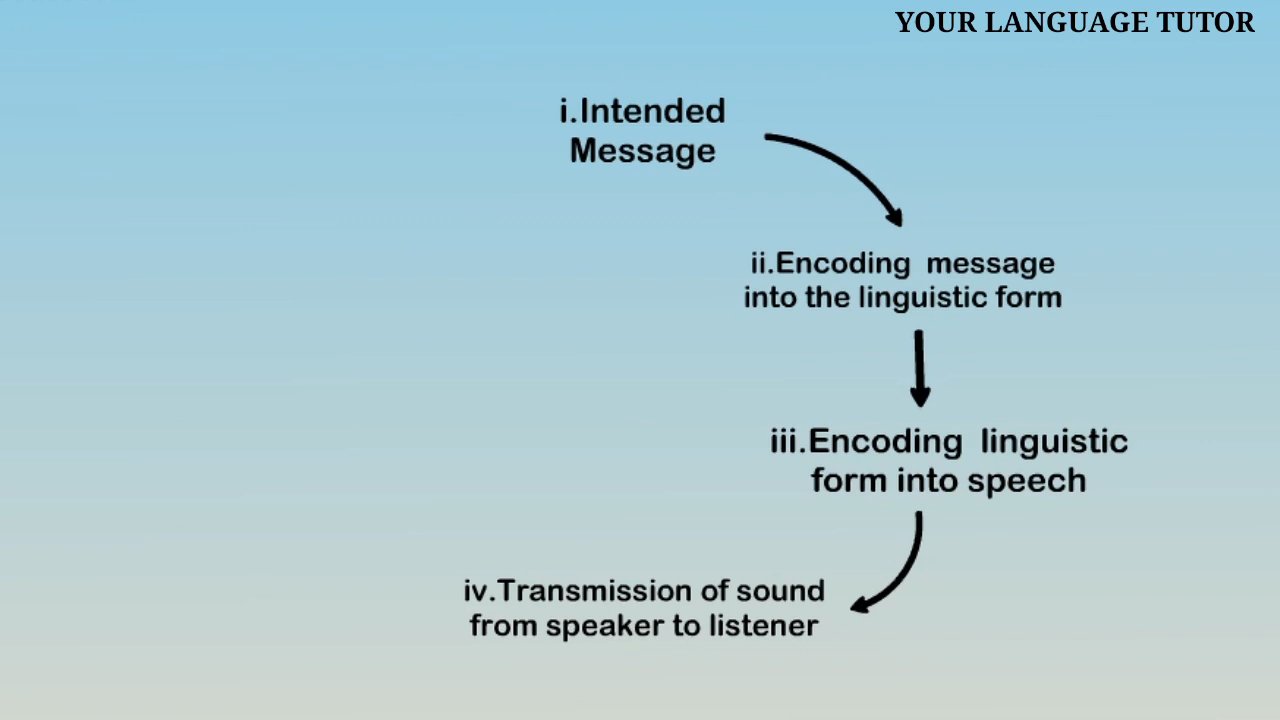 YOUR LANGUAGE TUTOR
i.Intended
Message
ii.Encoding message
into the linguistic form
iii.Encoding linguistic
form into speech
iv.Transmission of sound
from speaker to listener